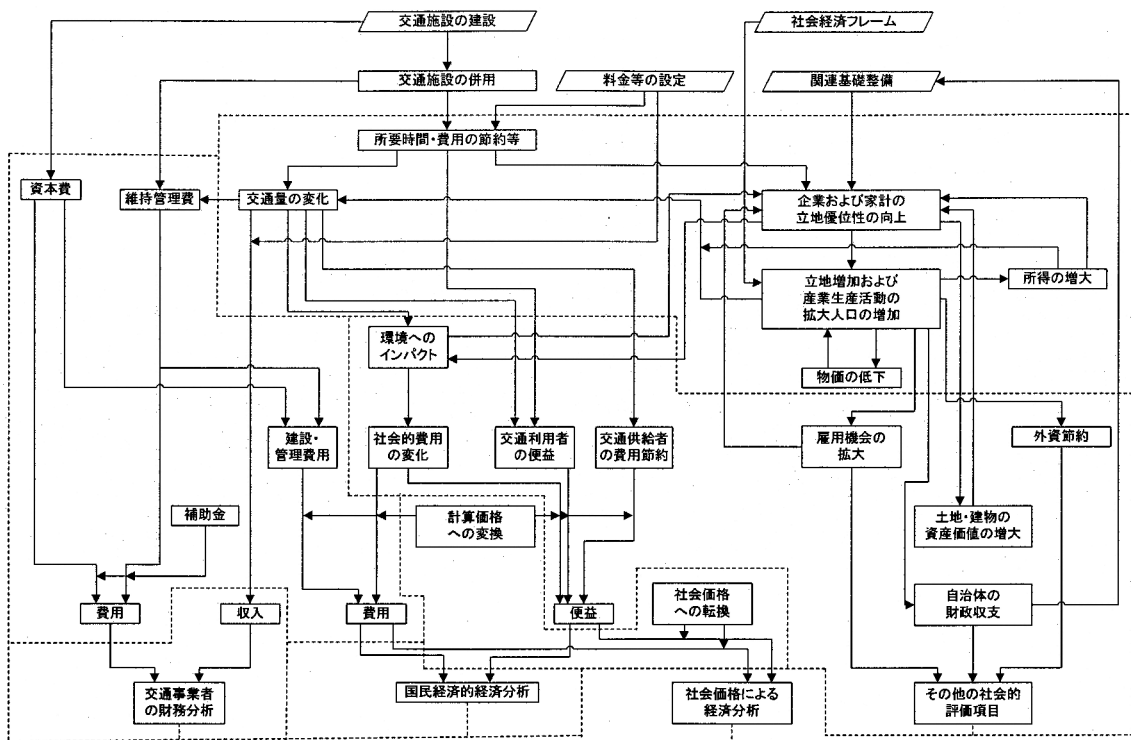 交通施設の建設
社会経済フレーム
交通施設の併用
料金等の設定
関連基礎整備
所要時間・費用の節約等
資本費
維持管理費
交通量の変化
企業および家計の
立地優位性の向上
立地増加および
産業生産活動の
拡大人口の増加
所得の増大
環境への
インパクト
物価の低下
建設・
管理費用
社会的費用
の変化
交通利用者
の便益
交通供給者
の費用節約
雇用機会の
拡大
外資節約
補助金
計算価格
への変換
土地・建物の
資産価値の増大
費用
収入
費用
便益
社会価格
への転換
自治体の
財政収支
交通事業者
の財務分析
国民経済的経済分析
社会価格による
経済分析
その他の社会的
評価項目